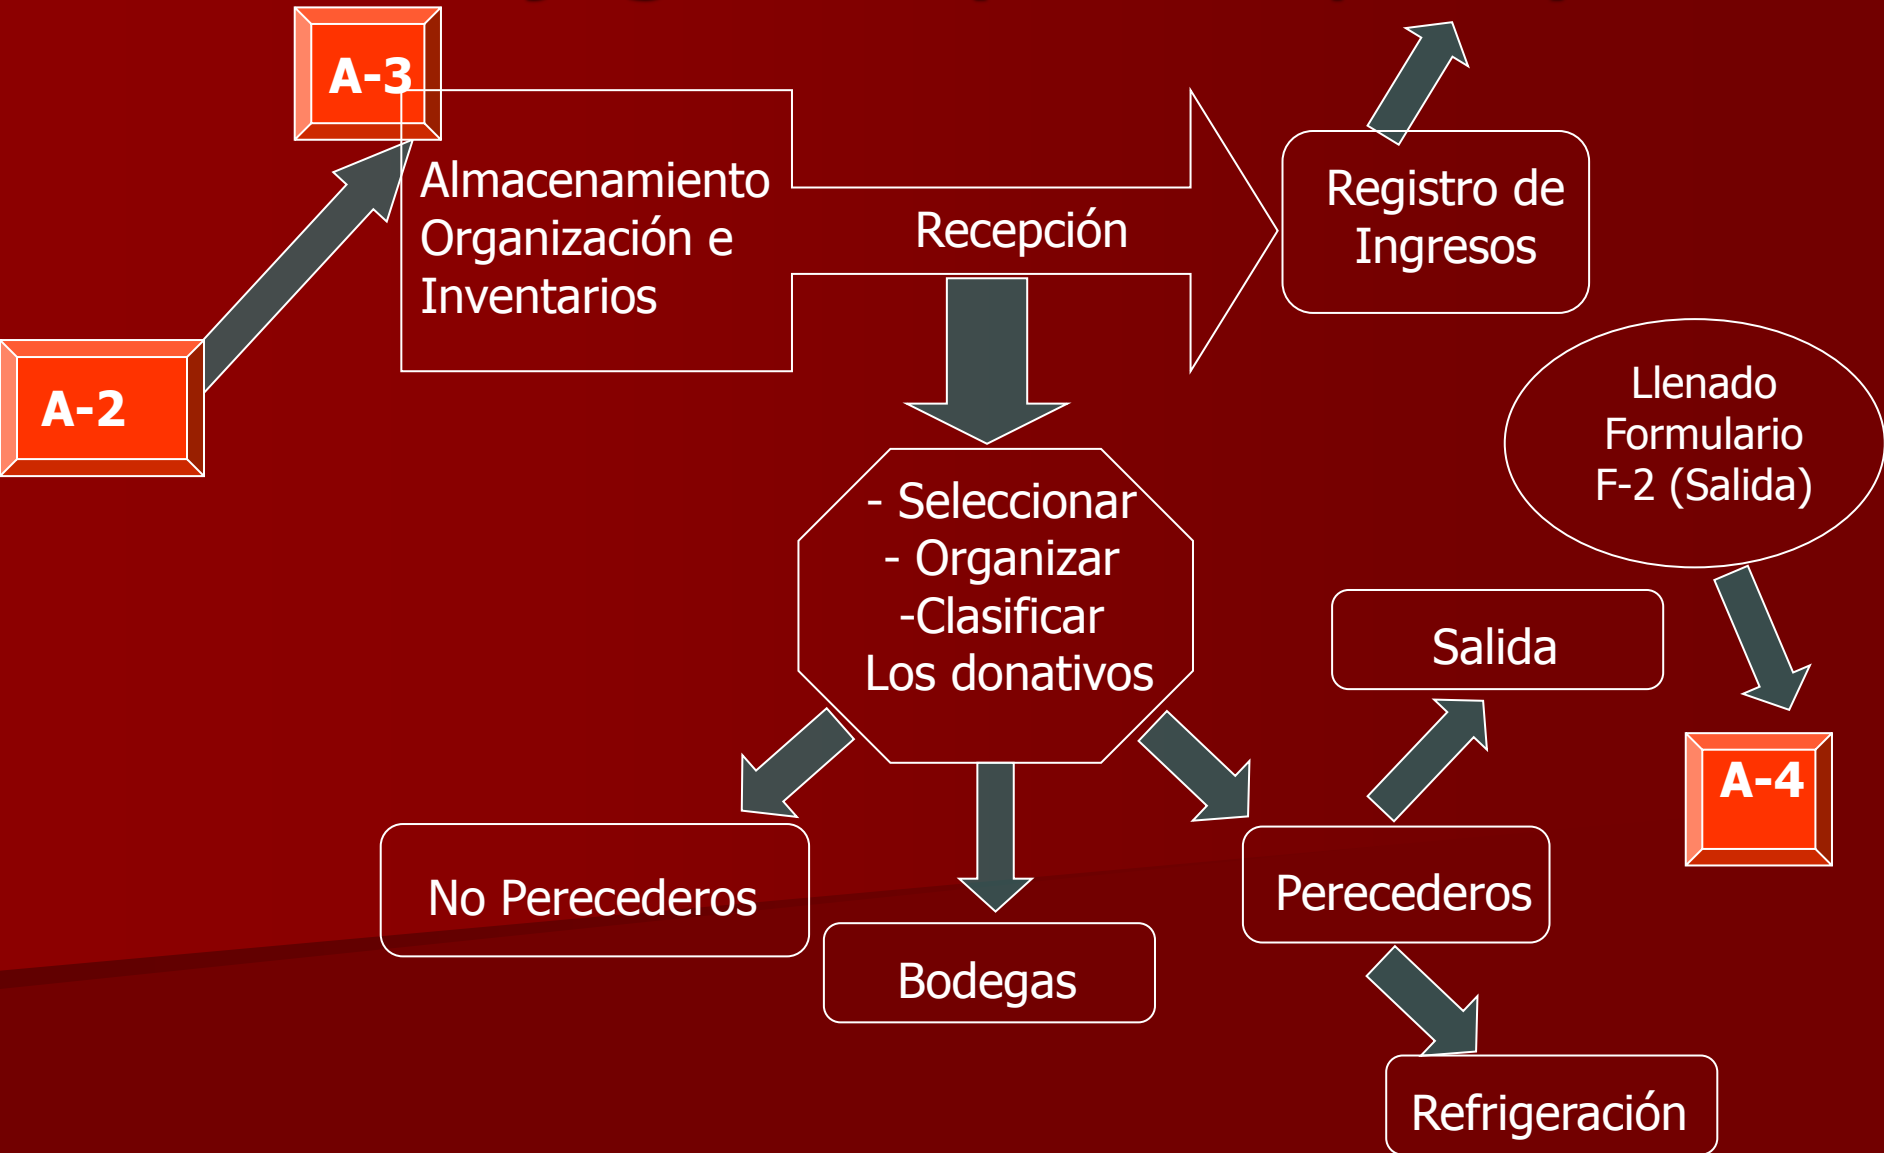 A-3
Almacenamiento
Organización e
Inventarios
Recepción
Registro de
Ingresos
A-2
Llenado
Formulario
F-2 (Salida)
- Seleccionar
- Organizar
-Clasificar
Los donativos
Salida
A-4
No Perecederos
Bodegas
Perecederos
Refrigeración